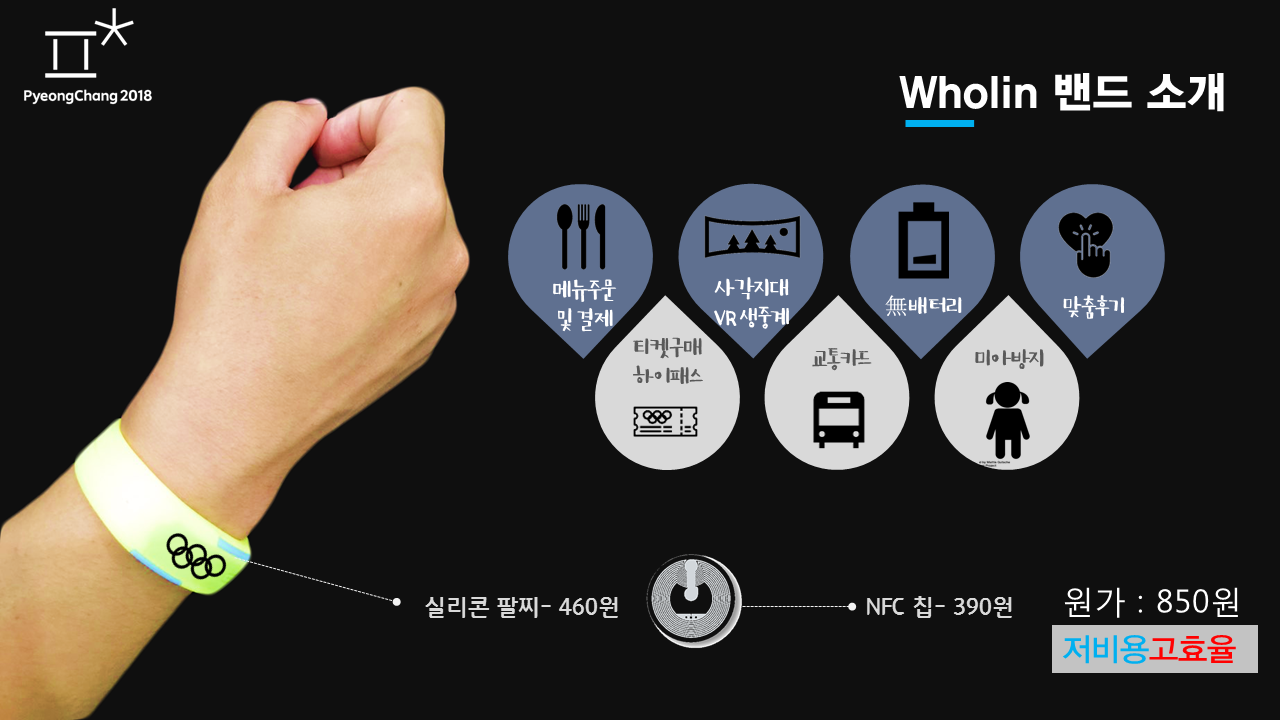 PyeongChang 2018
Wholin 밴드 소개
메뉴주문
및 결제
사각지대
VR 생중계
無배터리
맞춤후기
티켓구매
하이패스
교통카드
미아방지
실리콘 팔찌- 460원
NFC 칩- 390원
원가 : 850원
저비용고효율